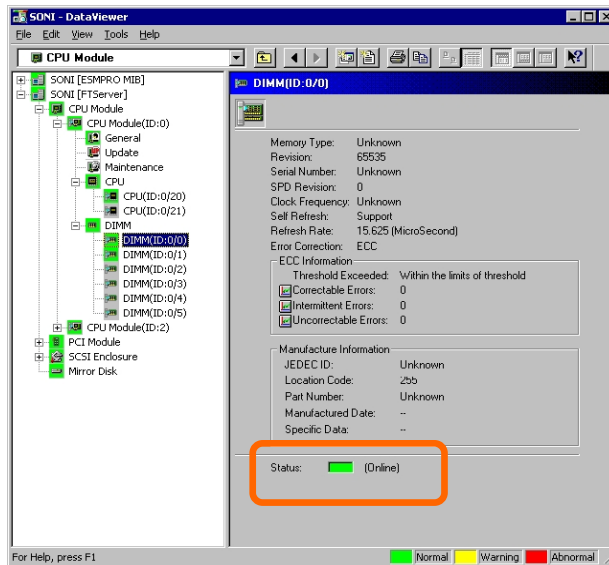 SONI - DataViewer
File Edit View Tools Help
CPU Module
SONI [ESMPRO MIB]
SONI [FTServer]
CPU Module
CPU Module(ID:0)
General
Update
Maintenance
CPU
CPU(ID:0/20)
CPU(ID:0/21)
DIMM
DIMM(ID:0/0)
DIMM(ID:0/1)
DIMM(ID:0/2)
DIMM(ID:0/3)
DIMM(ID:0/4)
DIMM(ID:0/5)
CPU Module(ID:2)
PCI Module
SCSI Enclosure
Mirror Disk
DIMM(ID:0/0)
Memory Type: Unknown
Revision: 65535
Serial Number: Unknown
SPD Revision: 0
Clock Frequency: Unknown
Self Refresh: Support
Refresh Rate: 15.625 (MicroSecond)
Error Correction: ECC
ECC Information
Threshold Exceeded: Within the limits of threshold
Correctable Errors: 0
Intermittent Errors: 0
Uncorrectable Errors: 0
Manufacture Information
JEDEC ID: Unknown
Location Code: 255
Part Number: Unknown
Manufactured Date: --
Specific Data: --
Status: (Online)
For Help, press F1
Normal Warning Abnormal